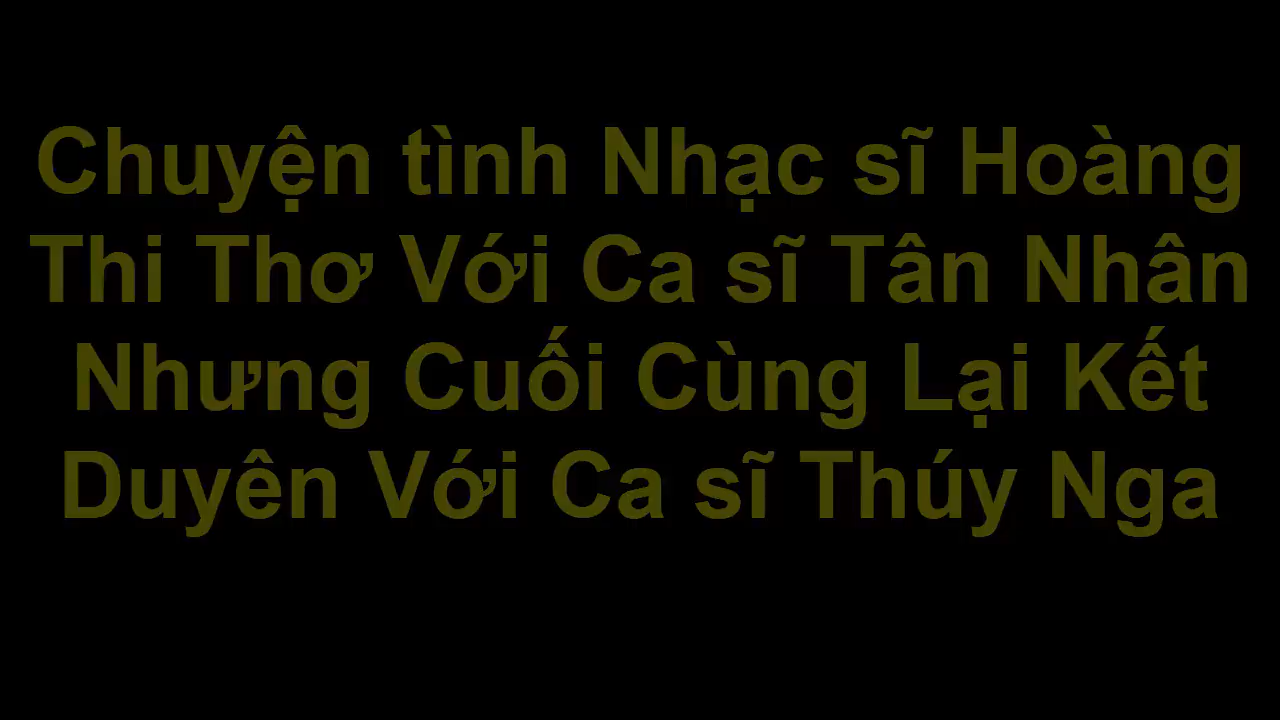 Chuyện tình Nhạc sĩ Hoàng
Thi Thơ Với Ca sĩ Tân Nhân
Nhưng Cuối Cùng Lại Kết
Duyên Với Ca sĩ Thúy Nga